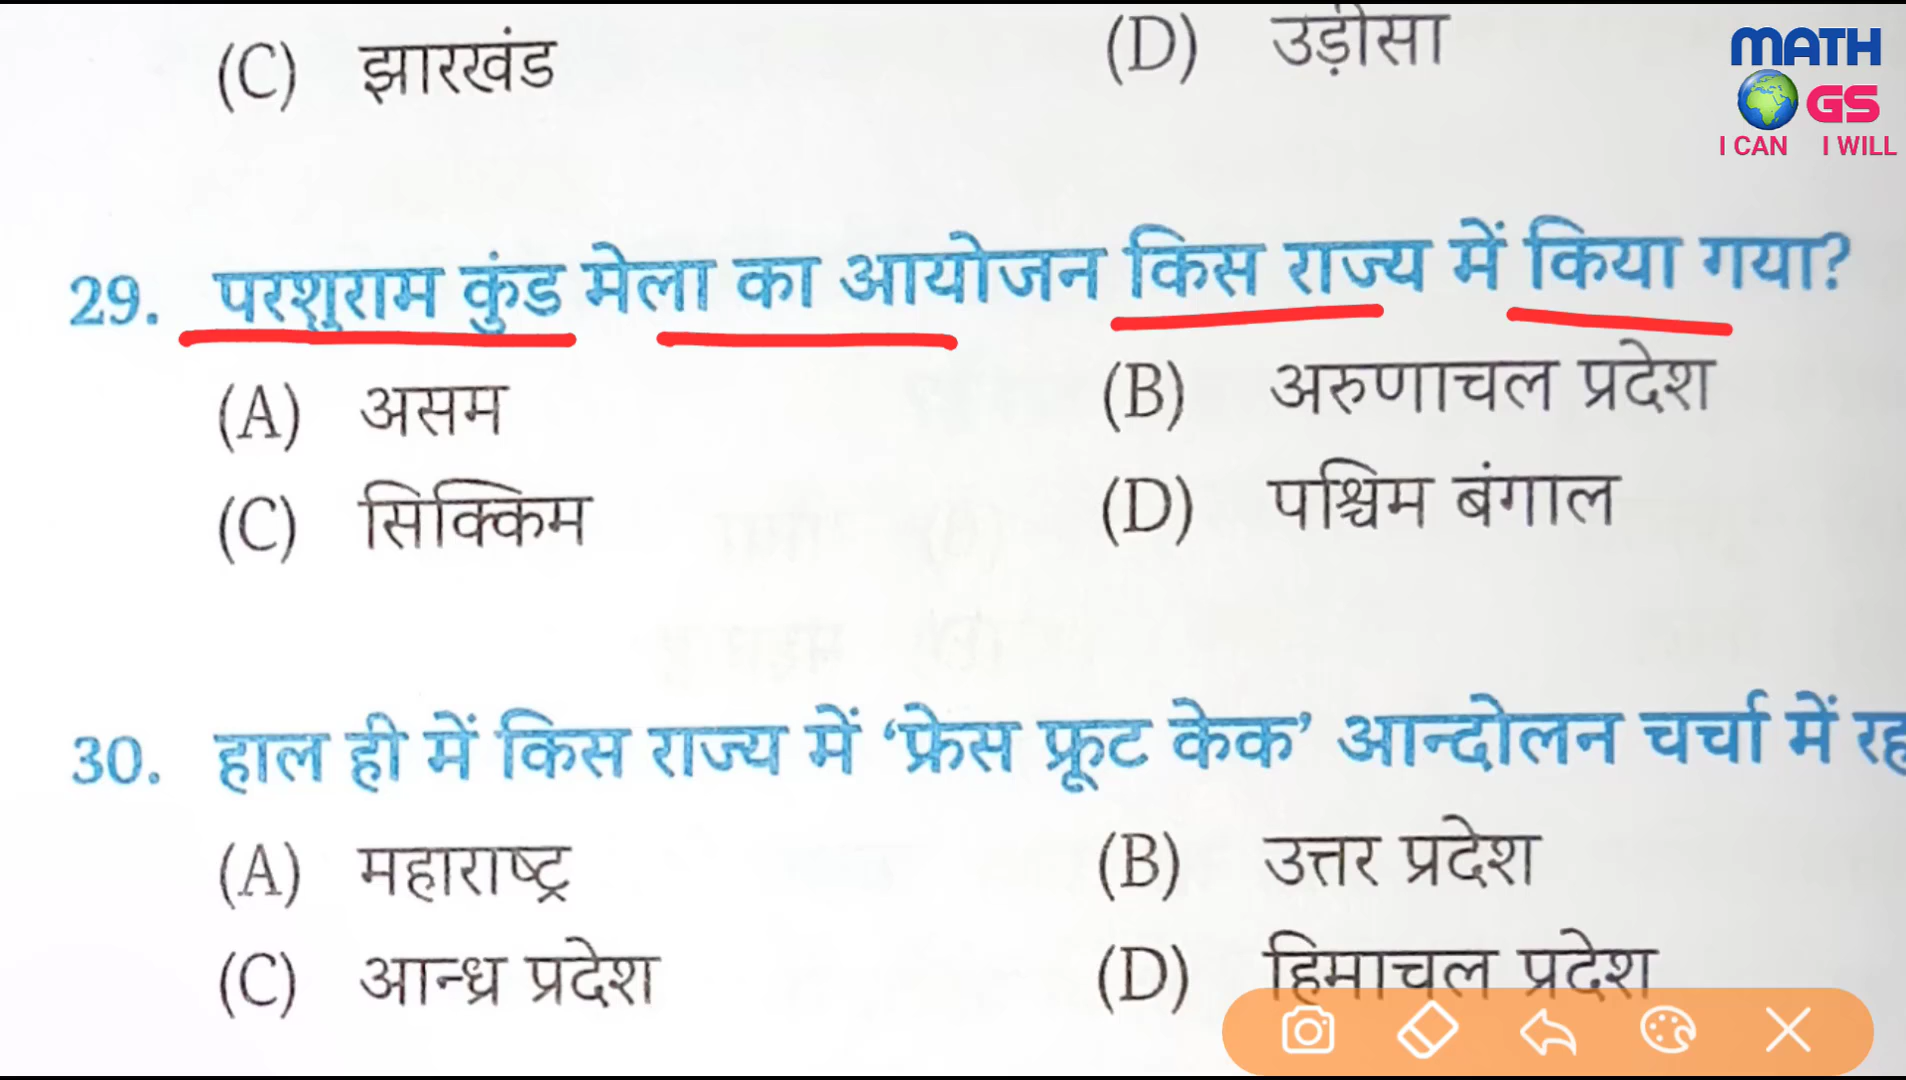 (C) झारखंड (D) उड़ीसा
MATH
GS
I CAN I WILL
29. परशुराम कुंड मेला का आयोजन किस राज्य में किया गया?
(A) असम (B) अरुणाचल प्रदेश
(C) सिक्किम (D) पश्चिम बंगाल
30. हाल ही में किस राज्य में ‘फ्रेस फ्रूट केक’ आन्दोलन चर्चा में
(A) महाराष्ट्र (B) उत्तर प्रदेश
(C) आन्ध्र प्रदेश (D) हिमाचल प्रदेश